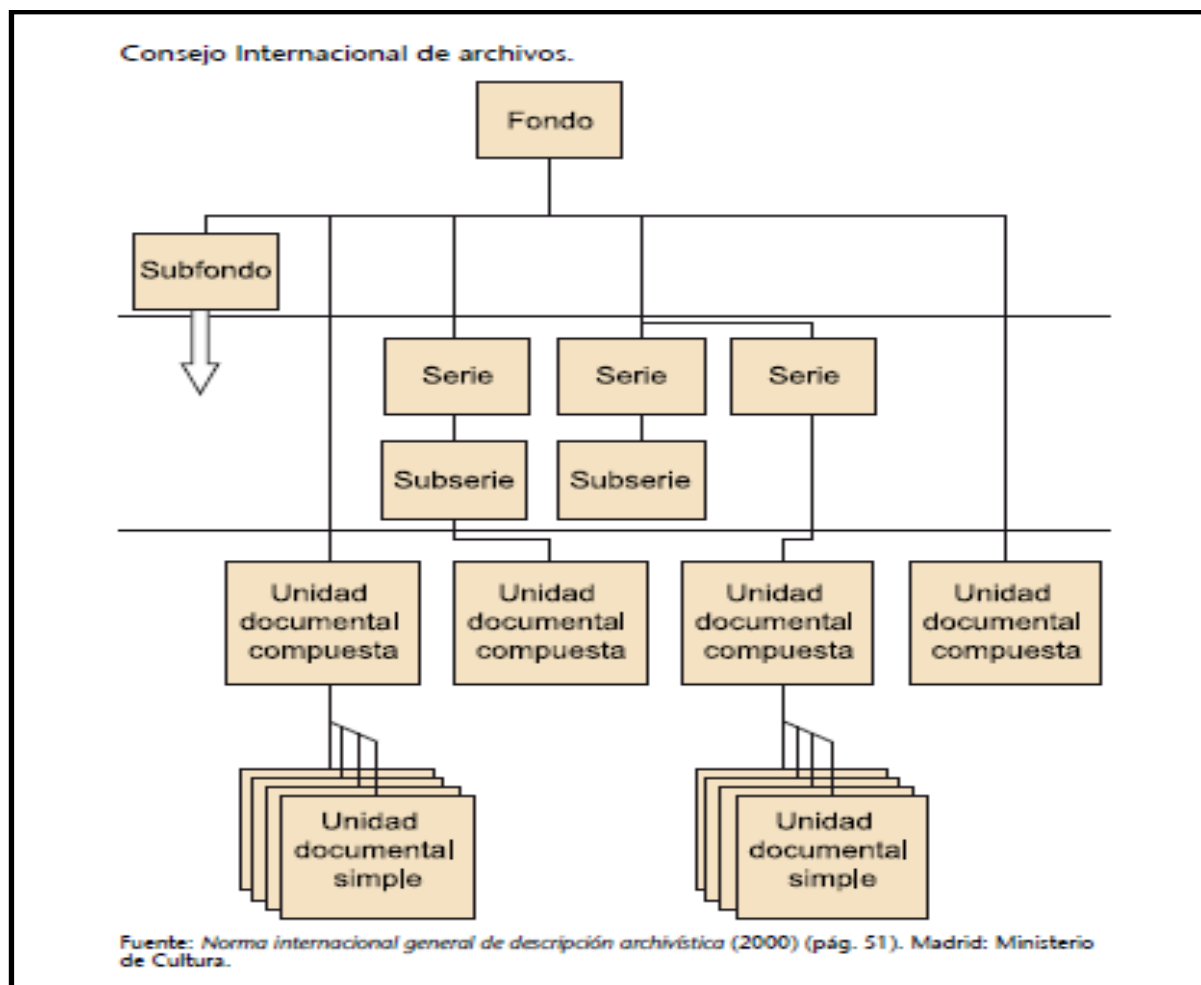 Consejo Internacional de archivos.
Fondo
Subfondo
Serie
Serie
Serie
Subserie
Subserie
Unidad
documental
compuesta
Unidad
documental
compuesta
Unidad
documental
compuesta
Unidad
documental
compuesta
Unidad
documental
simple
Unidad
documental
simple
Fuente: Norma internacional general de descripción archivística (2000) (pág. 51). Madrid: Ministerio
de Cultura.